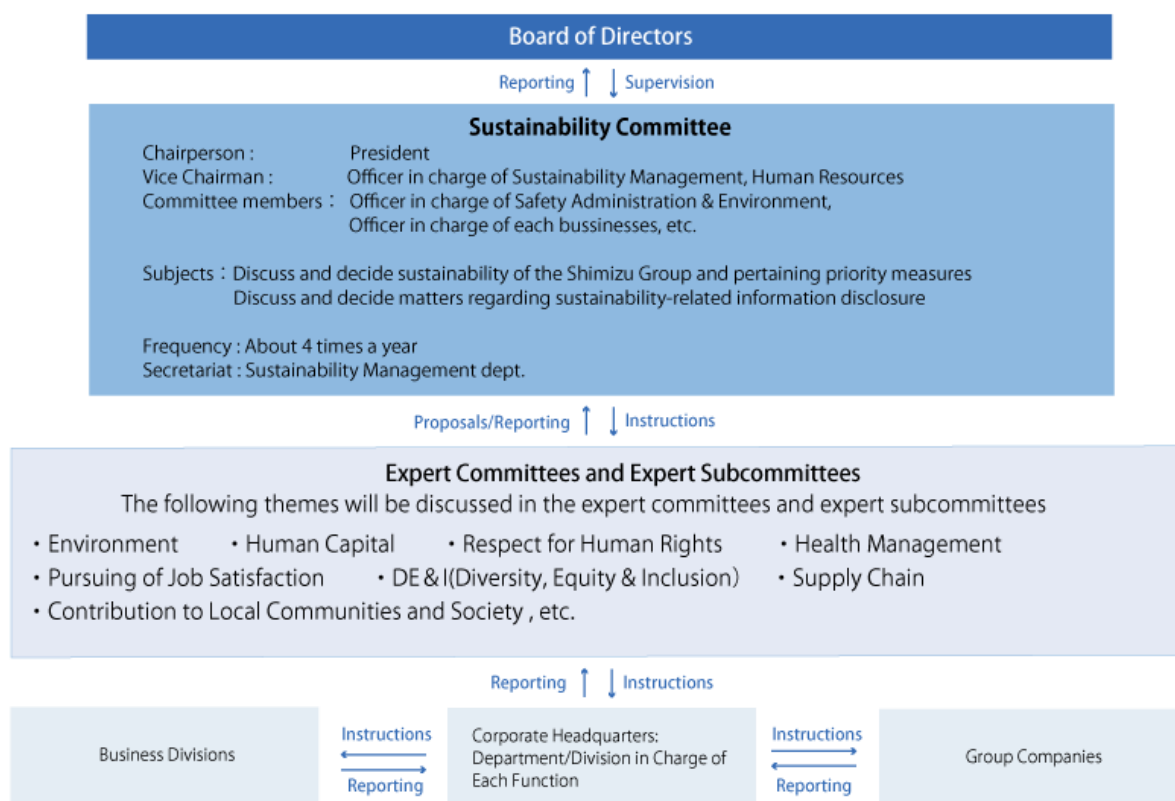 Board of Directors
Reporting Supervision
Sustainability Committee
Chairperson : President
Vice Chairman : Officer in charge of Sustainability Management, Human Resources
Committee members : Officer in charge of Safety Administration & Environment,
Officer in charge of each bussinesses, etc.
Subjects : Discuss and decide sustainability of the Shimizu Group and pertaining priority measures
Discuss and decide matters regarding sustainability-related information disclosure
Frequency : About 4 times a year
Secretariat : Sustainability Management dept.
Proposals/Reporting Instructions
Expert Committees and Expert Subcommittees
The following themes will be discussed in the expert committees and expert subcommittees
・Environment ・Human Capital ・Respect for Human Rights ・Health Management
・Pursuing of Job Satisfaction ・DE&I(Diversity, Equity & Inclusion) ・Supply Chain
・Contribution to Local Communities and Society , etc.
Reporting Instructions
Business Divisions
Instructions
Reporting
Corporate Headquarters:
Department/Division in Charge of
Each Function
Instructions
Reporting
Group Companies